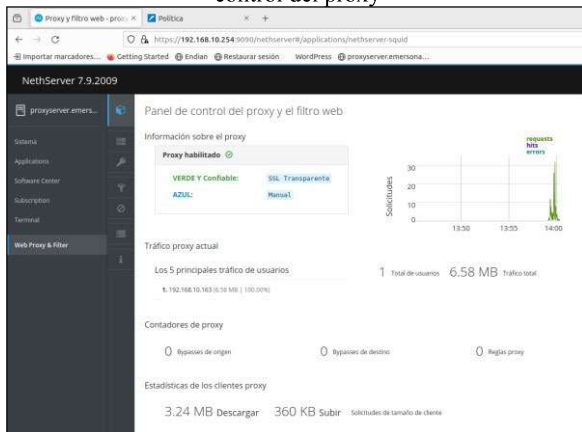 control del proxy
Proxy y filtro web - proxy
Política
https://192.168.10.254:9090/nethserver#/applications/nethserver-squid
Importar marcadores... Getting Started Endian Restaurar sesión WordPress proxyserver.emersona...
NethServer 7.9.2009
proxyserver.emers...
Sistema
Applications
Software Center
Subscription
Terminal
Web Proxy & Filter
Panel de control del proxy y el filtro web
Información sobre el proxy
Proxy habilitado
VERDE Y Confiable: SSL Transparente
AZUL: Manual
requests
hits
errors
Solicitudes
30
20
10
0
13:50 13:55 14:00
Tráfico proxy actual
Los 5 principales tráfico de usuarios
1. 192.168.10.163 (6.58 MB | 100.00%)
1 Total de usuarios 6.58 MB Tráfico total
Contadores de proxy
0 Bypasses de origen 0 Bypasses de destino 0 Reglas proxy
Estadísticas de los clientes proxy
3.24 MB Descargar 360 KB Subir Solicitudes de tamaño de cliente